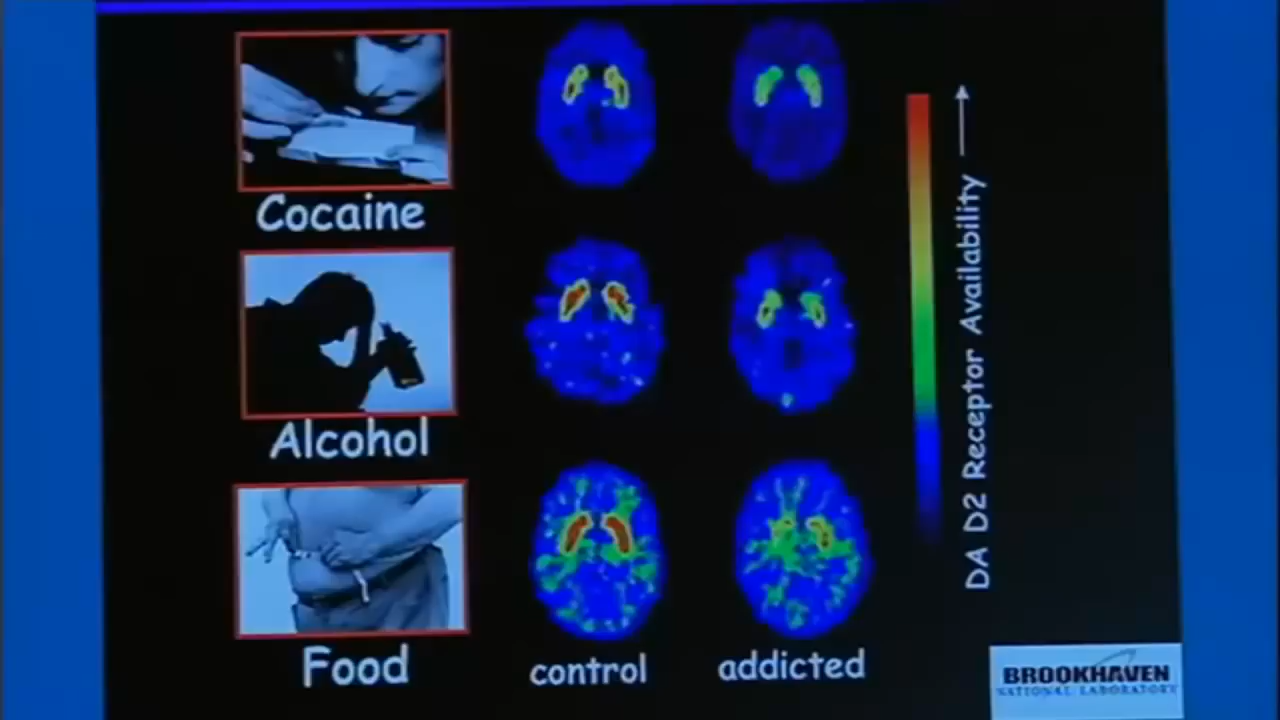 Cocaine
Alcohol
Food
control
addicted
DA D2 Receptor Availability
BROOKHAVEN
NATIONAL LABORATORY